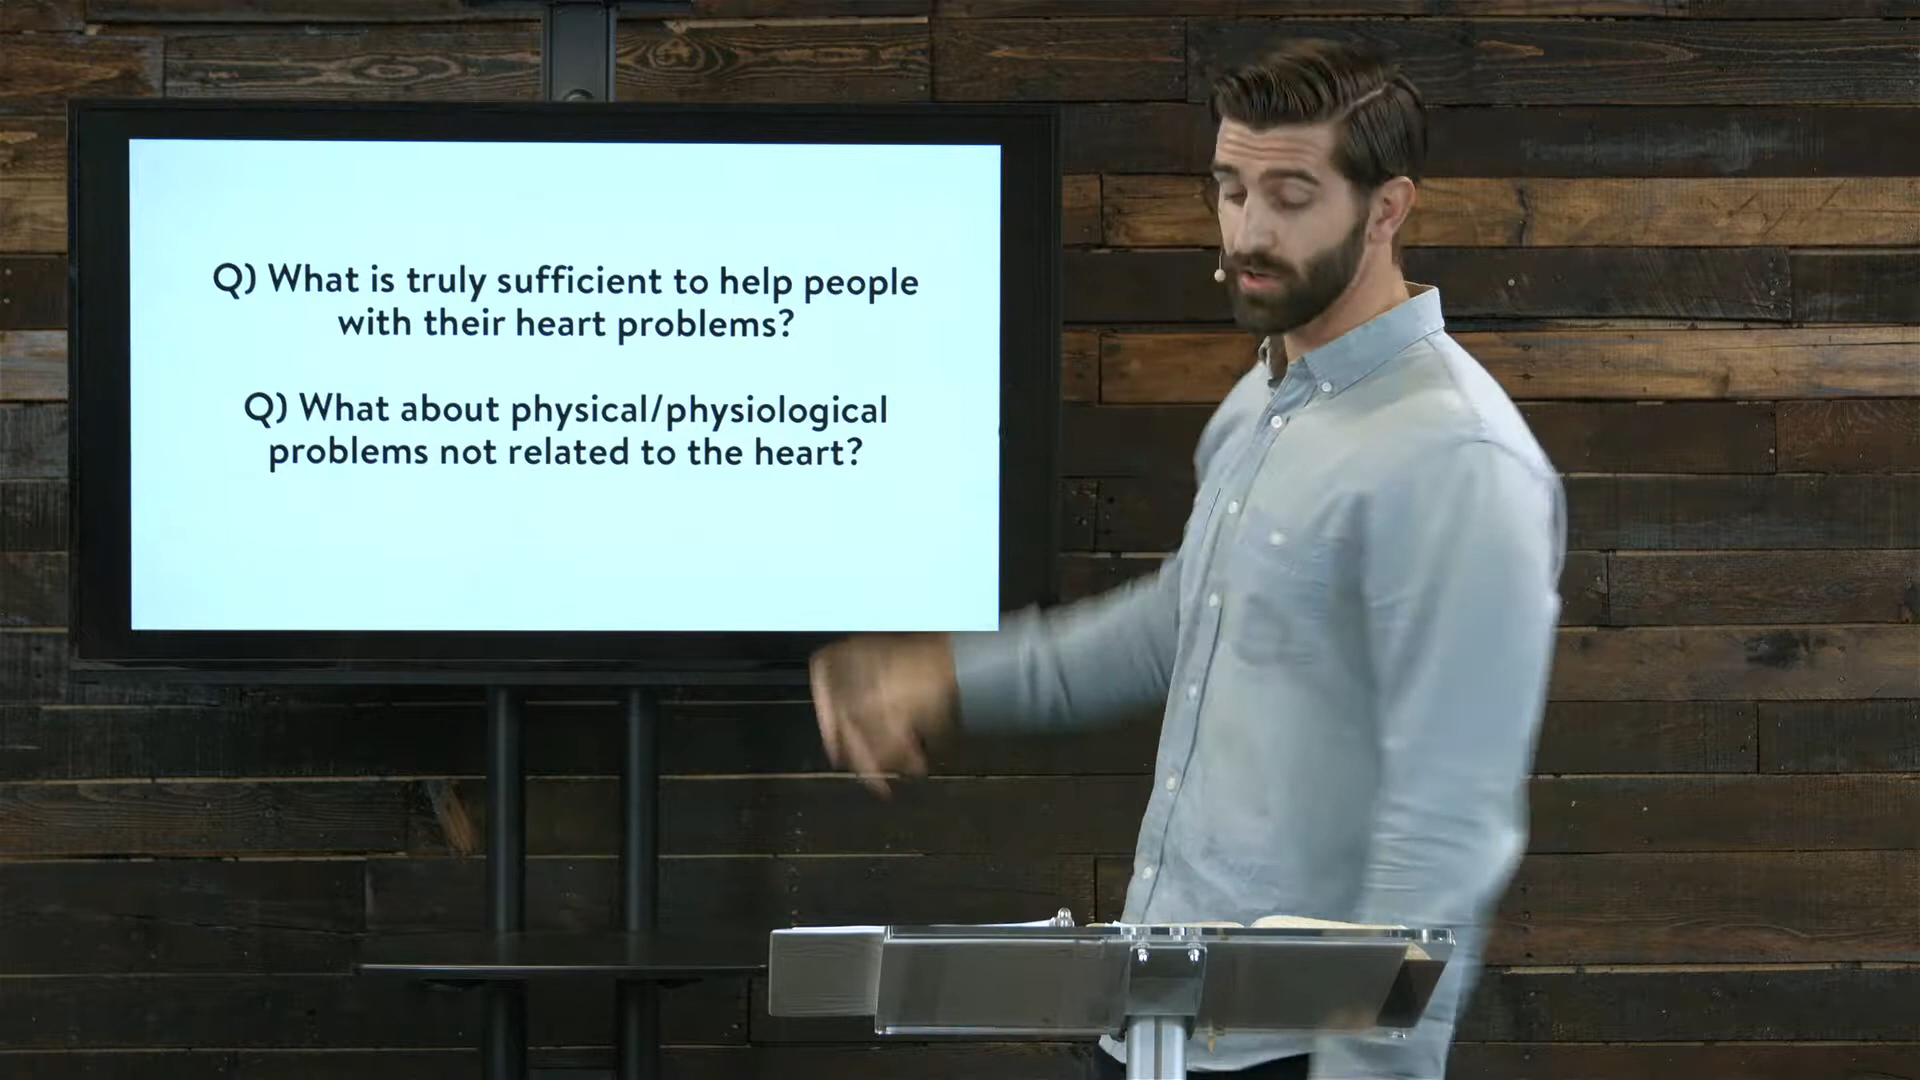 Q) What is truly sufficient to help people
with their heart problems?
Q) What about physical/physiological
problems not related to the heart?